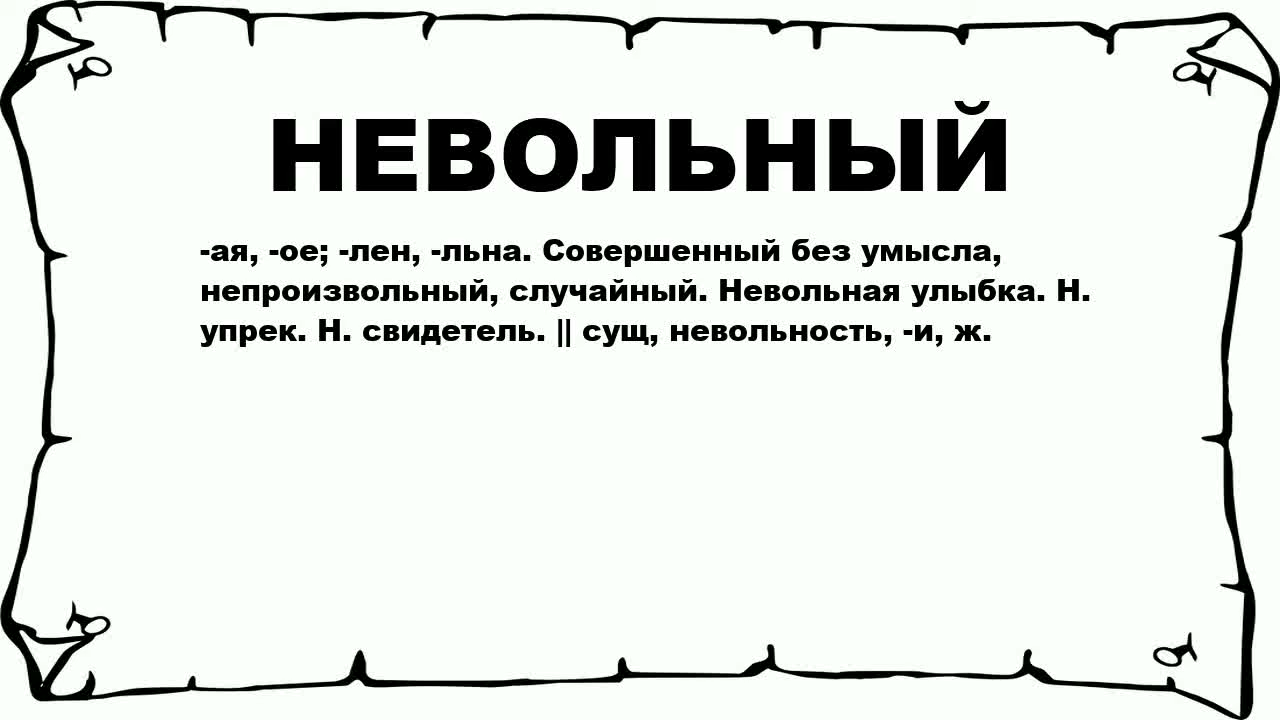 НЕВОЛЬНЫЙ
-ая, -ое; -лен, -льна. Совершенный без умысла,
непроизвольный, случайный. Невольная улыбка. Н.
упрек. Н. свидетель. || сущ, невольность, -и, ж.